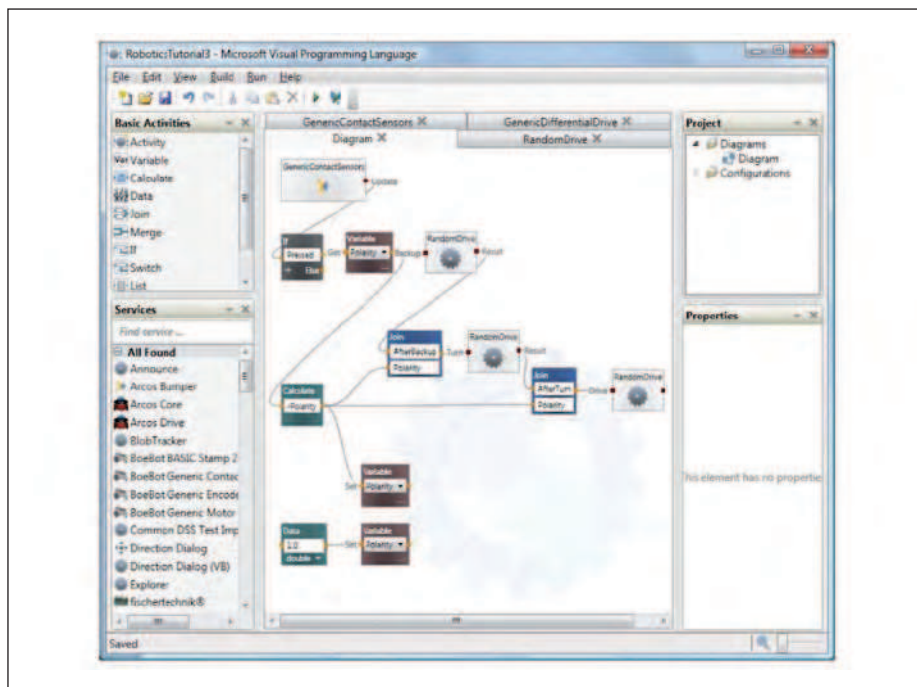 RoboticsTutorial3 - Microsoft Visual Programming Language
File Edit View Build Run Help
Basic Activities
Activity
Var Variable
Calculate
Data
Join
Merge
If
Switch
List
Services
Find service ...
All Found
Announce
Arcos Bumper
Arcos Core
Arcos Drive
BlobTracker
BoeBot BASIC Stamp 2
BoeBot Generic Contac
BoeBot Generic Encode
BoeBot Generic Motor
Common DSS Test Imp
Direction Dialog
Direction Dialog (VB)
Explorer
fischertechnik®
GenericContactSensors
GenericDifferentialDrive
Diagram
RandomDrive
GenericContactSensors
Update
If
Pressed
Else
Get
Variable
Polarity
Backup
RandomDrive
Result
Join
AfterBackup
Polarity
Turn
RandomDrive
Result
Join
AfterTurn
Polarity
Drive
RandomDrive
Calculate
-Polarity
Set
Variable
Polarity
Data
1.0
double
Set
Variable
Polarity
Project
Diagrams
Diagram
Configurations
Properties
his element has no propertie
Saved